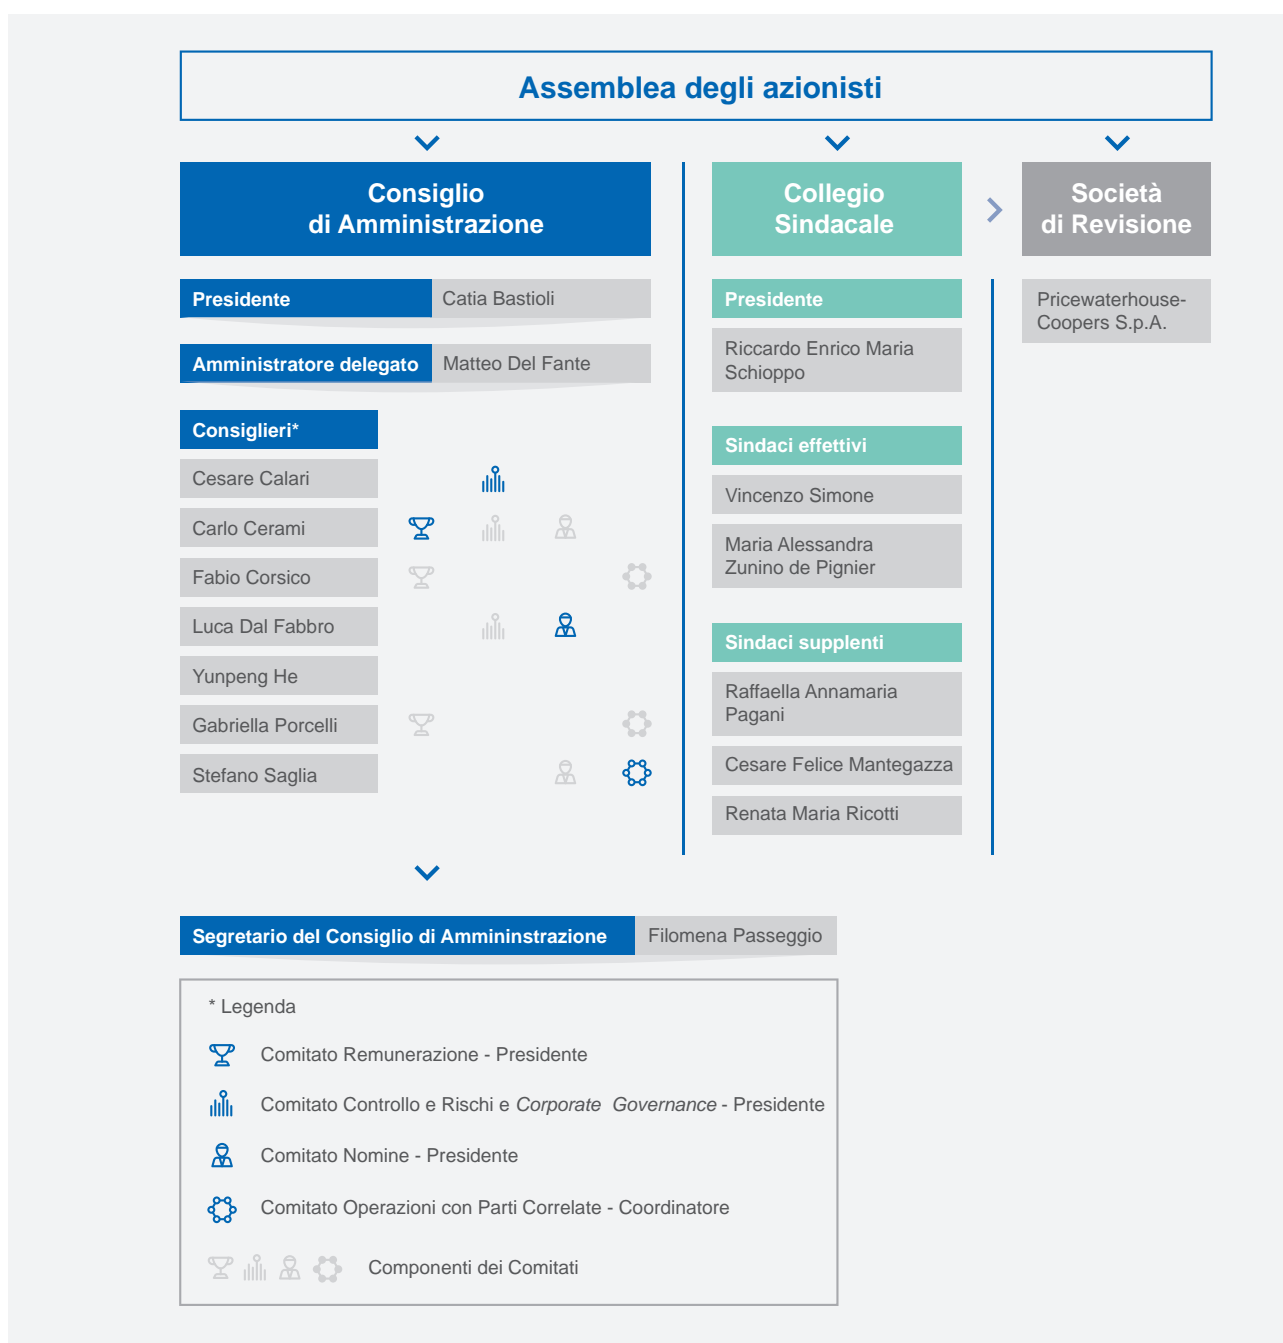 Assemblea degli azionisti
Consiglio
di Amministrazione
Presidente
Catia Bastioli
Amministratore delegato
Matteo Del Fante
Consiglieri*
Cesare Calari
Carlo Cerami
Fabio Corsico
Luca Dal Fabbro
Yunpeng He
Gabriella Porcelli
Stefano Saglia
Collegio
Sindacale
Presidente
Riccardo Enrico Maria
Schioppo
Sindaci effettivi
Vincenzo Simone
Maria Alessandra
Zunino de Pignier
Sindaci supplenti
Raffaella Annamaria
Pagani
Cesare Felice Mantegazza
Renata Maria Ricotti
Società
di Revisione
Pricewaterhouse-
Coopers S.p.A.
Segretario del Consiglio di Ammininstrazione
Filomena Passeggio
* Legenda
Comitato Remunerazione - Presidente
Comitato Controllo e Rischi e Corporate Governance - Presidente
Comitato Nomine - Presidente
Comitato Operazioni con Parti Correlate - Coordinatore
Componenti dei Comitati